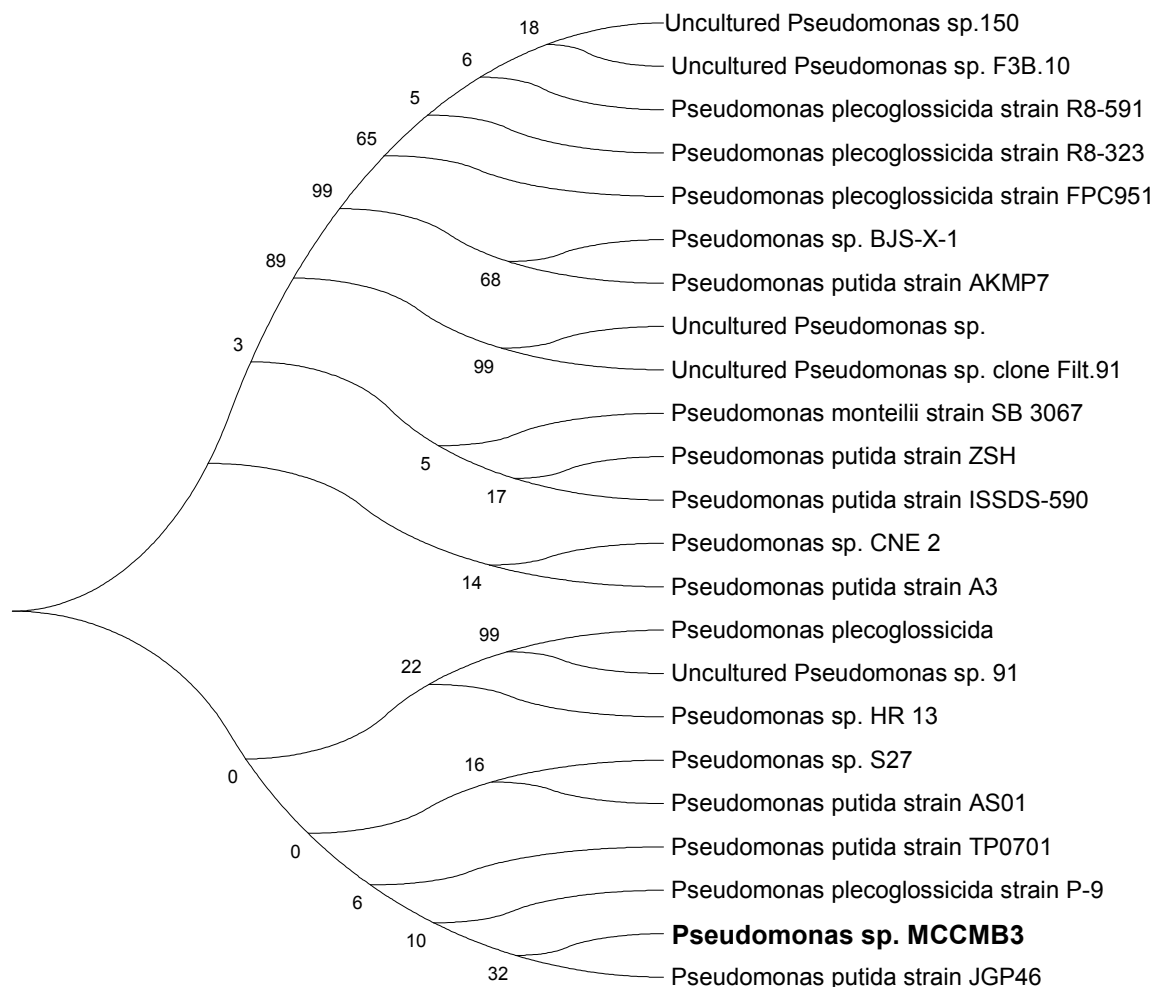 18
Uncultured Pseudomonas sp.150
6
Uncultured Pseudomonas sp. F3B.10
5
Pseudomonas plecoglossicida strain R8-591
65
Pseudomonas plecoglossicida strain R8-323
99
Pseudomonas plecoglossicida strain FPC951
89
Pseudomonas sp. BJS-X-1
68
Pseudomonas putida strain AKMP7
3
Uncultured Pseudomonas sp.
99
Uncultured Pseudomonas sp. clone Filt.91
Pseudomonas monteilii strain SB 3067
5
Pseudomonas putida strain ZSH
17
Pseudomonas putida strain ISSDS-590
Pseudomonas sp. CNE 2
14
Pseudomonas putida strain A3
99
Pseudomonas plecoglossicida
22
Uncultured Pseudomonas sp. 91
Pseudomonas sp. HR 13
0
16
Pseudomonas sp. S27
Pseudomonas putida strain AS01
0
Pseudomonas putida strain TP0701
6
Pseudomonas plecoglossicida strain P-9
10
Pseudomonas sp. MCCMB3
32
Pseudomonas putida strain JGP46